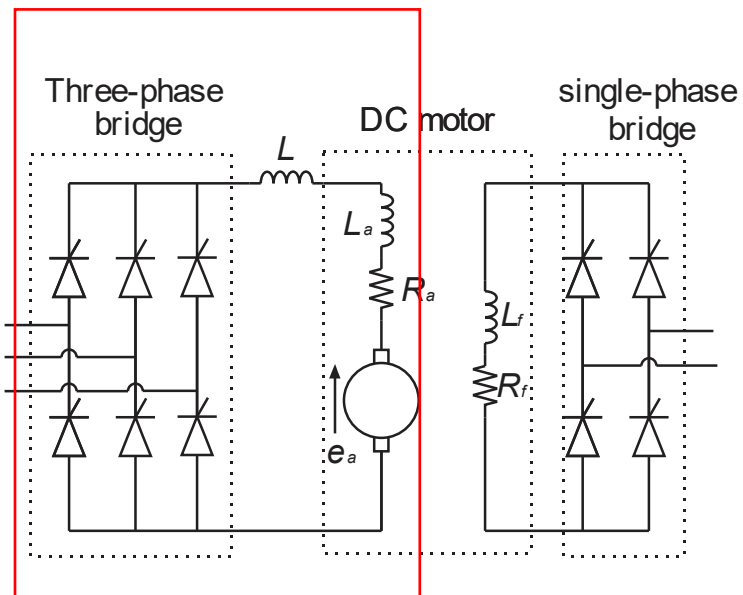 Three-phase
bridge
DC motor
single-phase
bridge
L
La
Ra
ea
Lf
Rf